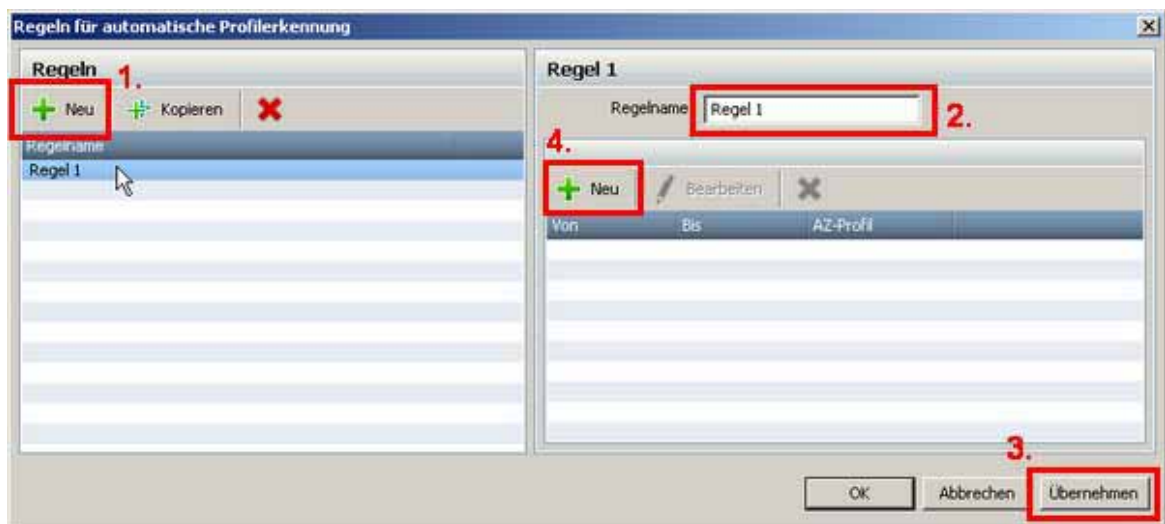 Regeln für automatische Profilerkennung
Regeln
1.
Neu
Kopieren
Regelname
Regel 1
Regel 1
Regelname
Regel 1
2.
4.
Neu
Bearbeiten
Von
Bis
AZ-Profil
3.
OK
Abbrechen
Übernehmen